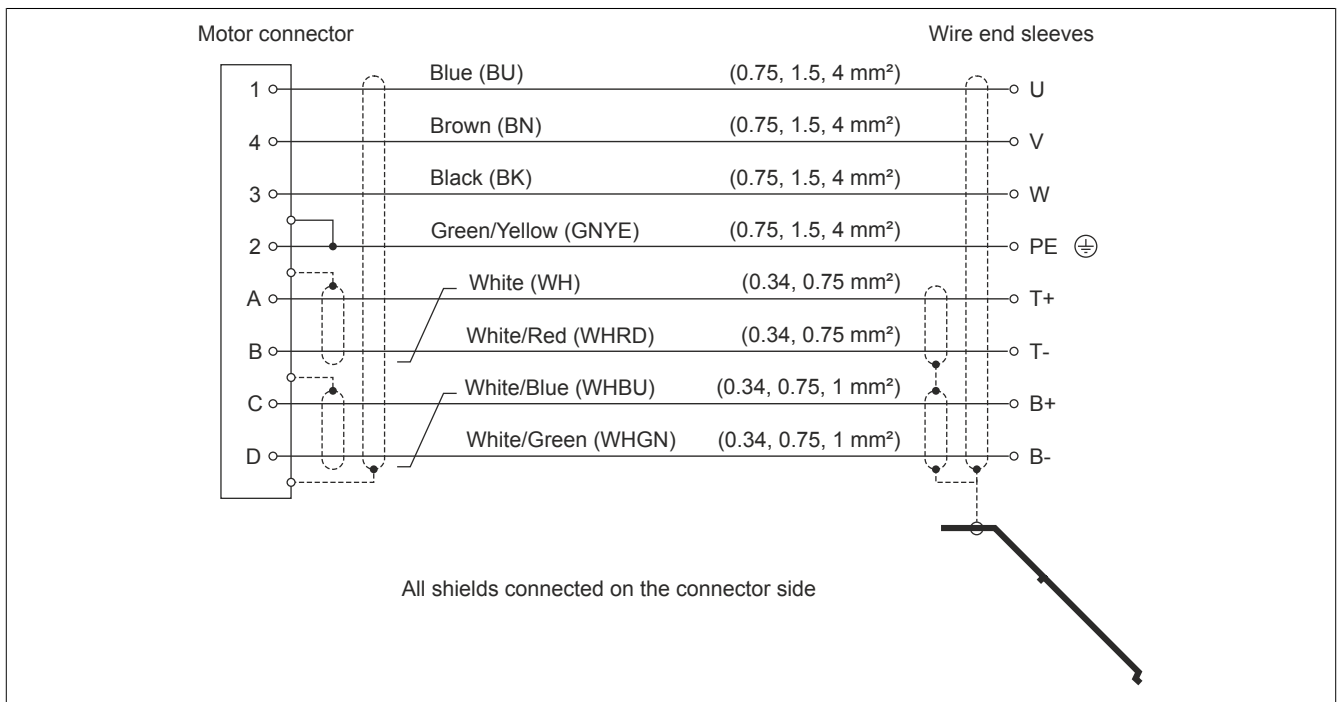 Motor connector Wire end sleeves
1 Blue (BU) (0.75, 1.5, 4 mm²) U
4 Brown (BN) (0.75, 1.5, 4 mm²) V
3 Black (BK) (0.75, 1.5, 4 mm²) W
2 Green/Yellow (GNYE) (0.75, 1.5, 4 mm²) PE
A White (WH) (0.34, 0.75 mm²) T+
B White/Red (WHRD) (0.34, 0.75 mm²) T-
C White/Blue (WHBU) (0.34, 0.75, 1 mm²) B+
D White/Green (WHGN) (0.34, 0.75, 1 mm²) B-
All shields connected on the connector side